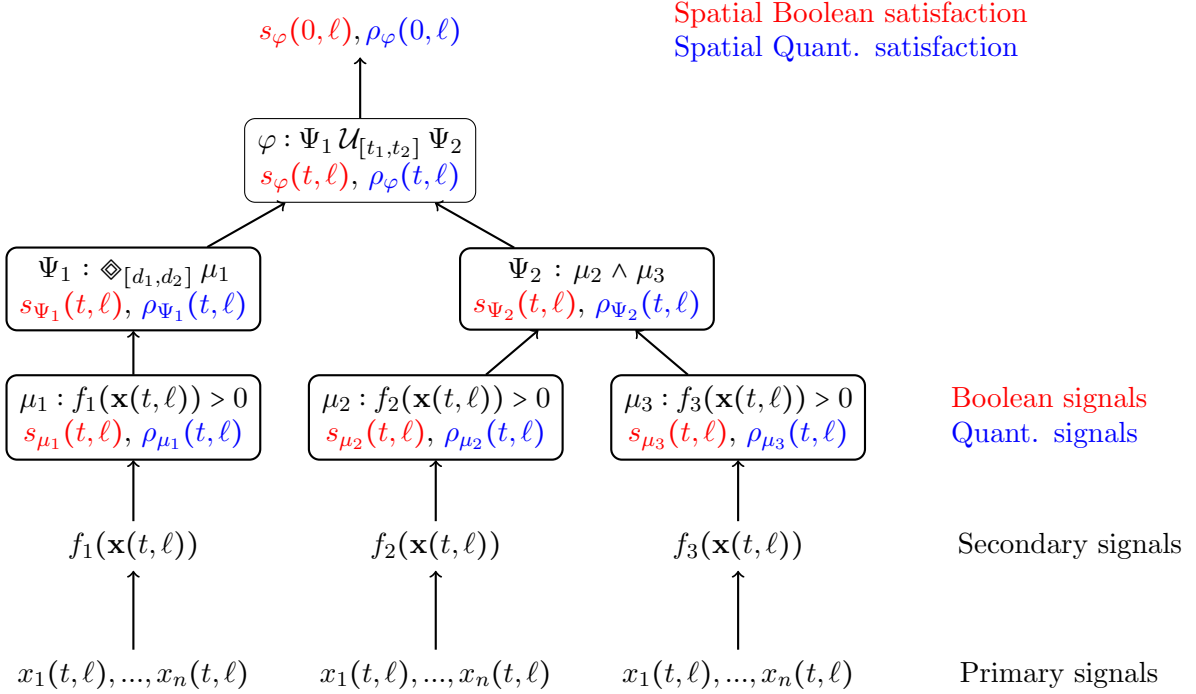 s_φ(0, ℓ), ρ_φ(0, ℓ)
Spatial Boolean satisfaction
Spatial Quant. satisfaction
φ : Ψ₁ 𝒰_[t₁,t₂] Ψ₂
s_φ(t, ℓ), ρ_φ(t, ℓ)
Ψ₁ : ⟐_[d₁,d₂] μ₁
s_Ψ₁(t, ℓ), ρ_Ψ₁(t, ℓ)
Ψ₂ : μ₂ ∧ μ₃
s_Ψ₂(t, ℓ), ρ_Ψ₂(t, ℓ)
μ₁ : f₁(𝐱(t, ℓ)) > 0
s_μ₁(t, ℓ), ρ_μ₁(t, ℓ)
μ₂ : f₂(𝐱(t, ℓ)) > 0
s_μ₂(t, ℓ), ρ_μ₂(t, ℓ)
μ₃ : f₃(𝐱(t, ℓ)) > 0
s_μ₃(t, ℓ), ρ_μ₃(t, ℓ)
Boolean signals
Quant. signals
f₁(𝐱(t, ℓ))
f₂(𝐱(t, ℓ))
f₃(𝐱(t, ℓ))
Secondary signals
x₁(t, ℓ), ..., xₙ(t, ℓ)
x₁(t, ℓ), ..., xₙ(t, ℓ)
x₁(t, ℓ), ..., xₙ(t, ℓ)
Primary signals